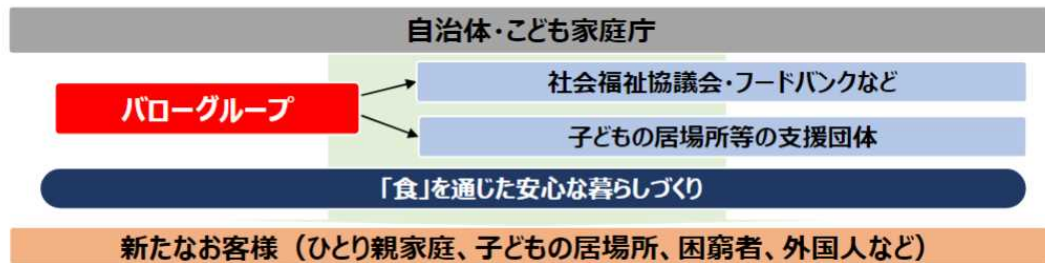 自治体・こども家庭庁
社会福祉協議会・フードバンクなど
バローグループ
子どもの居場所等の支援団体
「食」を通じた安心な暮らしづくり
新たなお客様（ひとり親家庭、子どもの居場所、困窮者、外国人など）